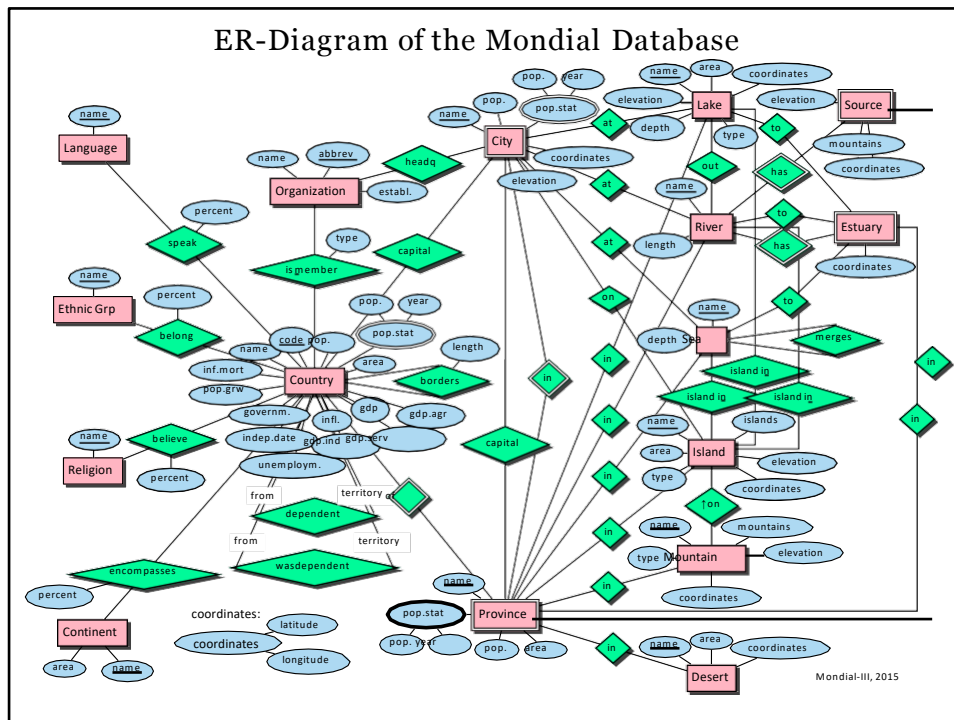 ER-Diagram of the Mondial Database
name
Language
percent
speak
name
Ethnic Grp
percent
belong
name
abbrev
Organization
establ.
headq
type
is member
pop.
year
pop.stat
capital
name
code
pop.
area
inf.mort
Country
pop.grw
governm.
indep.date
unemploym.
infl.
gdp.ind
gdp
gdp.serv
gdp.agr
length
borders
name
Religion
believe
percent
from
territory of
dependent
from
territory
wasdependent
encompasses
percent
Continent
area
name
coordinates:
coordinates
latitude
longitude
pop.
year
pop.stat
pop.
name
City
coordinates
elevation
at
at
at
on
in
capital
name
area
coordinates
elevation
Lake
depth
type
to
out
elevation
Source
mountains
coordinates
has
name
River
length
to
has
Estuary
coordinates
to
name
depth
Sea
merges
island in
island in
island in
name
islands
area
Island
type
elevation
coordinates
↑on
name
mountains
type
Mountain
elevation
coordinates
in
in
in
in
in
in
in
name
pop.stat
Province
pop.
year
pop.
area
in
name
area
coordinates
Desert
Mondial-III, 2015